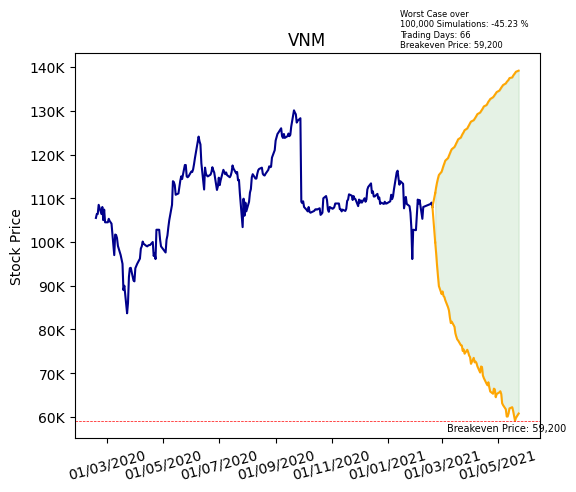 Worst Case over
100,000 Simulations: -45.23 %
Trading Days: 66
Breakeven Price: 59,200
VNM
140K
130K
120K
110K
100K
90K
80K
70K
60K
Stock Price
Breakeven Price: 59,200
01/03/2020
01/05/2020
01/07/2020
01/09/2020
01/11/2020
01/01/2021
01/03/2021
01/05/2021